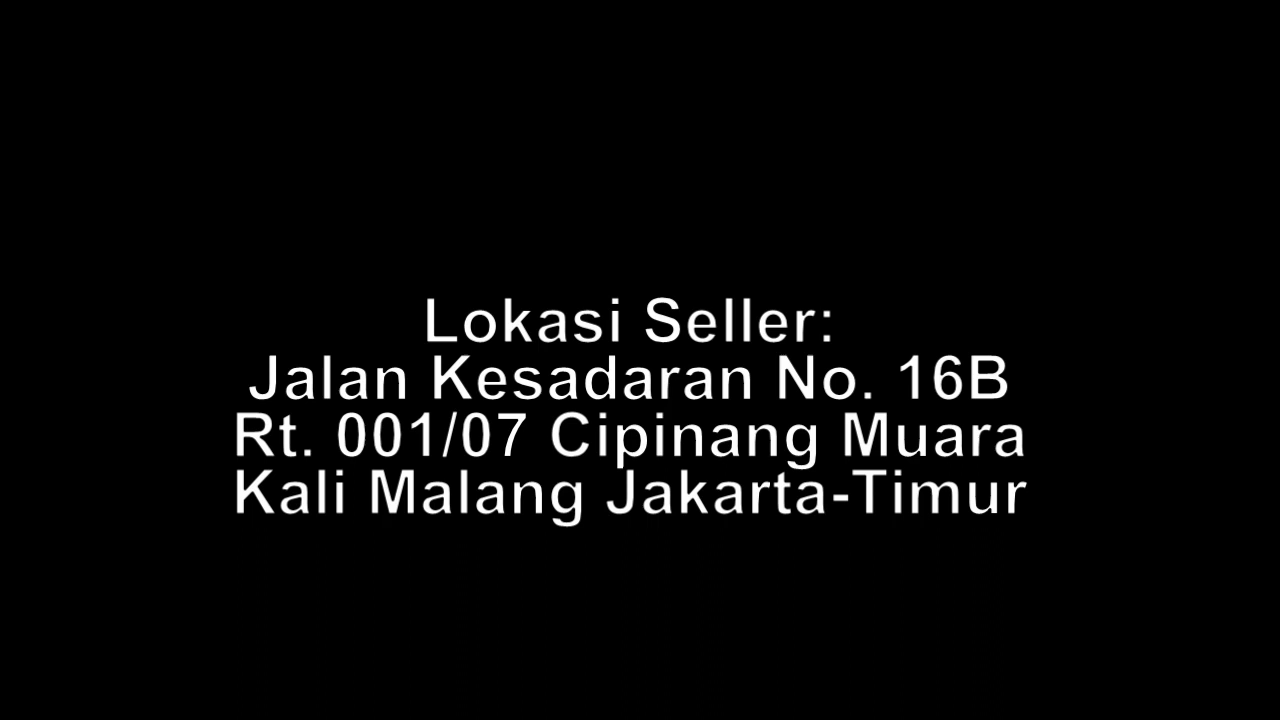 Lokasi Seller:
Jalan Kesadaran No. 16B
Rt. 001/07 Cipinang Muara
Kali Malang Jakarta-Timur